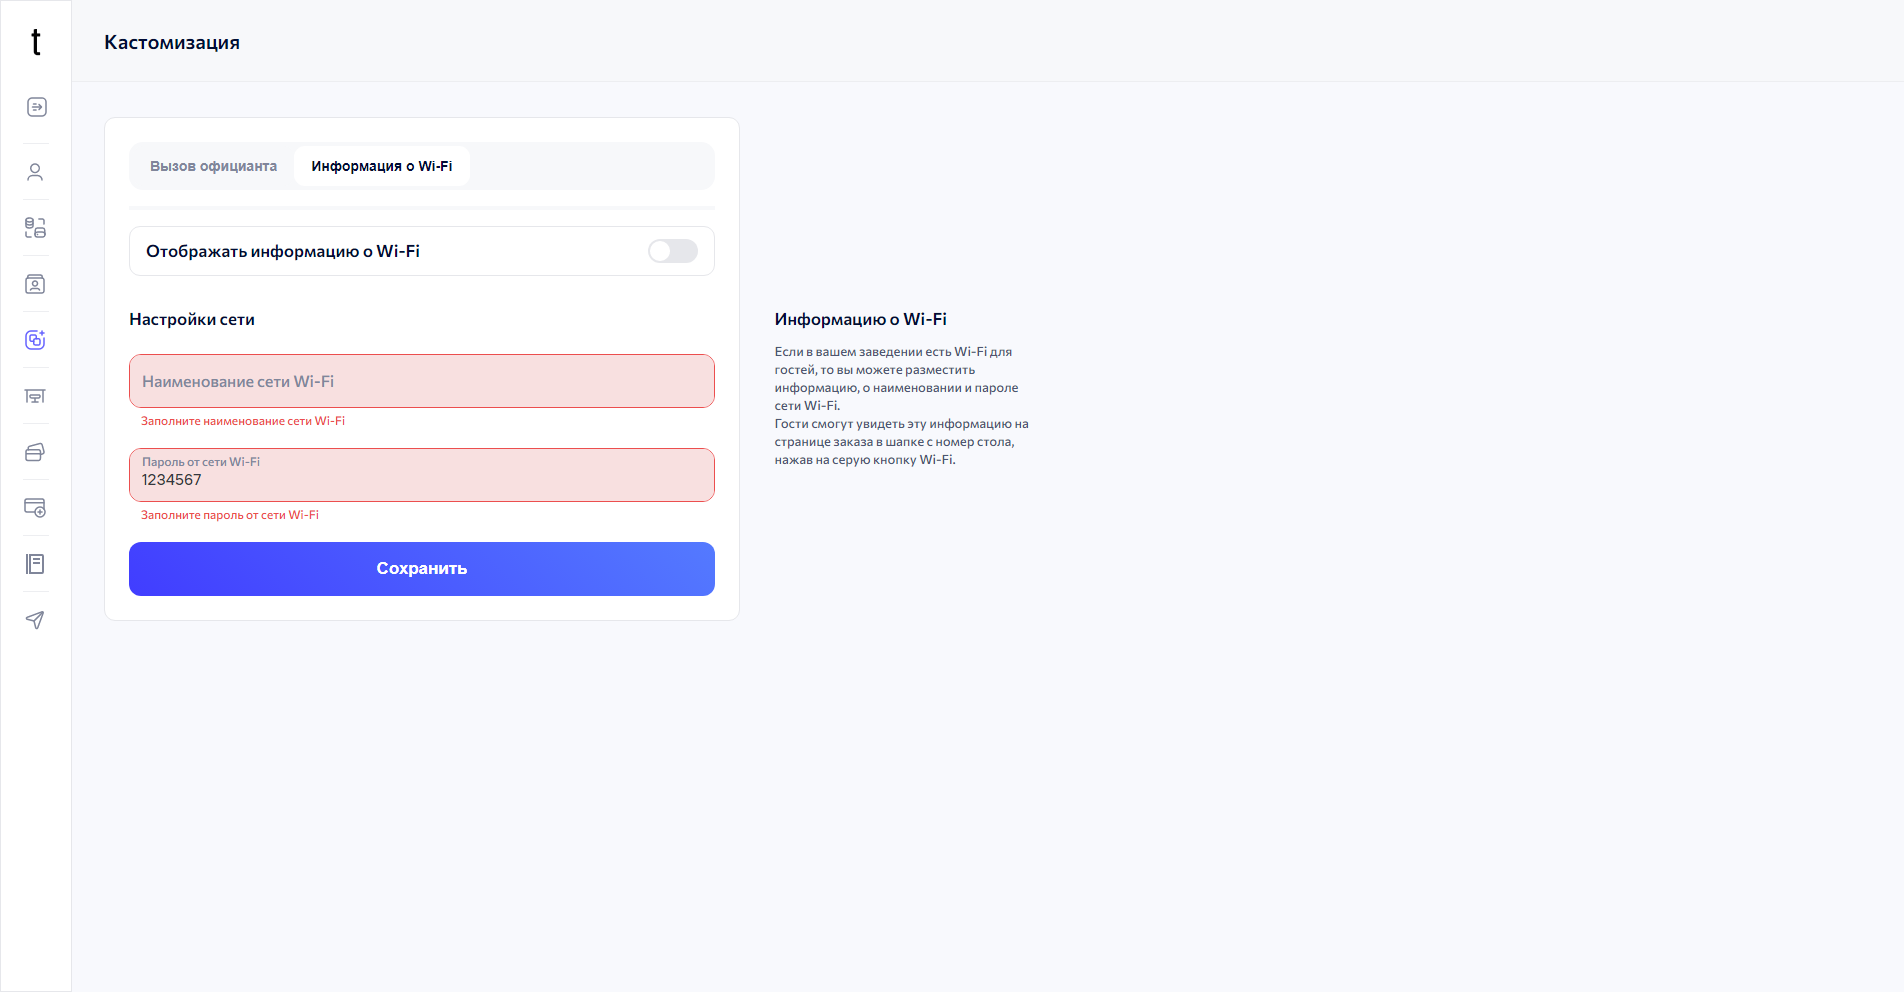 t
Кастомизация
Вызов официанта
Информация о Wi-Fi
Отображать информацию о Wi-Fi
Настройки сети
Наименование сети Wi-Fi
Заполните наименование сети Wi-Fi
Пароль от сети Wi-Fi
1234567
Заполните пароль от сети Wi-Fi
Сохранить
Информацию о Wi-Fi
Если в вашем заведении есть Wi-Fi для
гостей, то вы можете разместить
информацию, о наименовании и пароле
сети Wi-Fi.
Гости смогут увидеть эту информацию на
странице заказа в шапке с номер стола,
нажав на серую кнопку Wi-Fi.